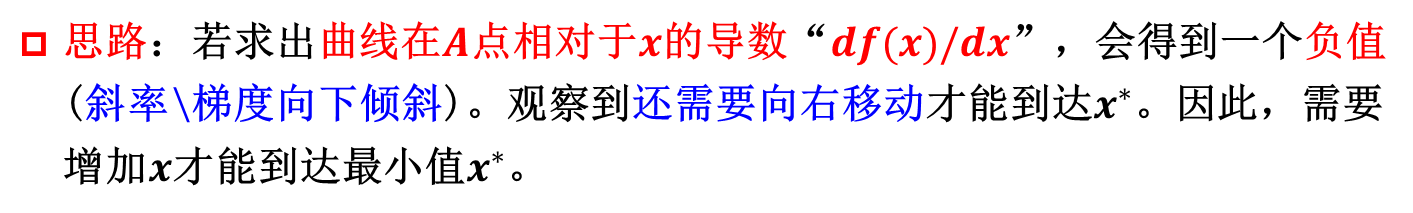 思路：若求出曲线在A点相对于x的导数“df(x)/dx”，会得到一个负值
(斜率\梯度向下倾斜)。观察到还需要向右移动才能到达x*。因此，需要
增加x才能到达最小值x*。